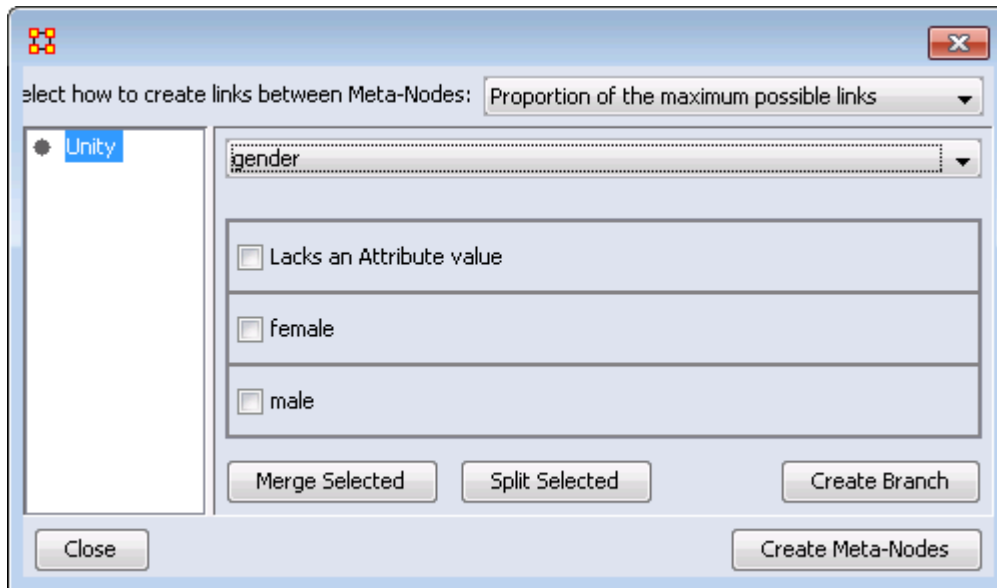 elect how to create links between Meta-Nodes: Proportion of the maximum possible links
Unity
gender
Lacks an Attribute value
female
male
Merge Selected Split Selected Create Branch
Close Create Meta-Nodes